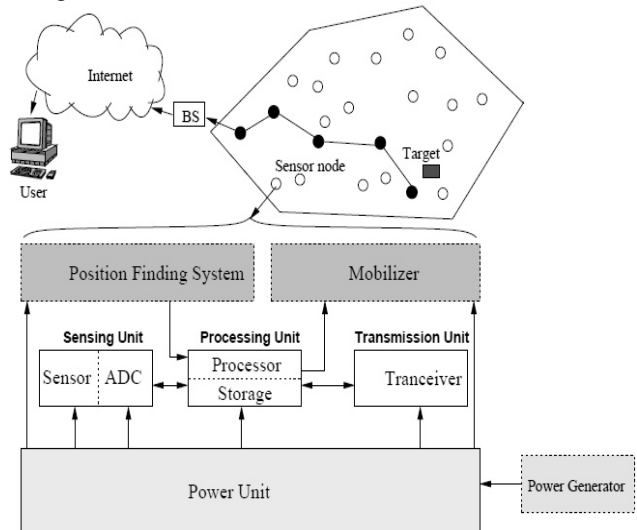 Internet
BS
User
Sensor node
Target
Position Finding System
Mobilizer
Sensing Unit
Processing Unit
Transmission Unit
Sensor
ADC
Processor
Storage
Tranceiver
Power Unit
Power Generator